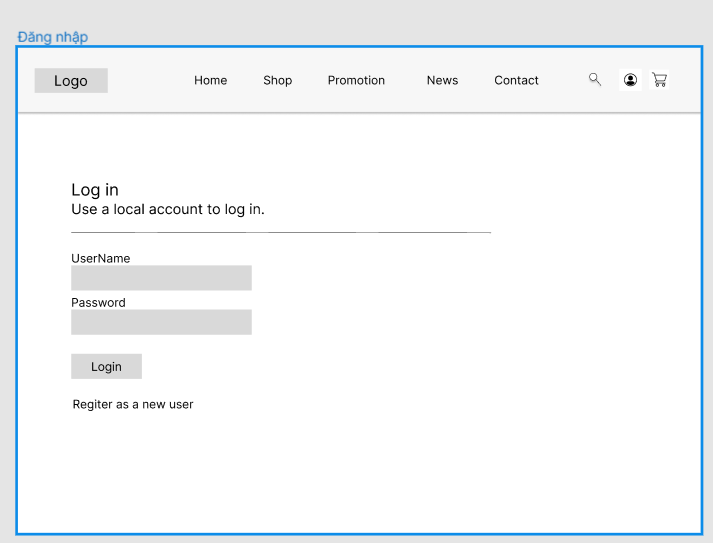 Đăng nhập
Logo Home Shop Promotion News Contact
Log in
Use a local account to log in.
UserName
Password
Login
Regiter as a new user